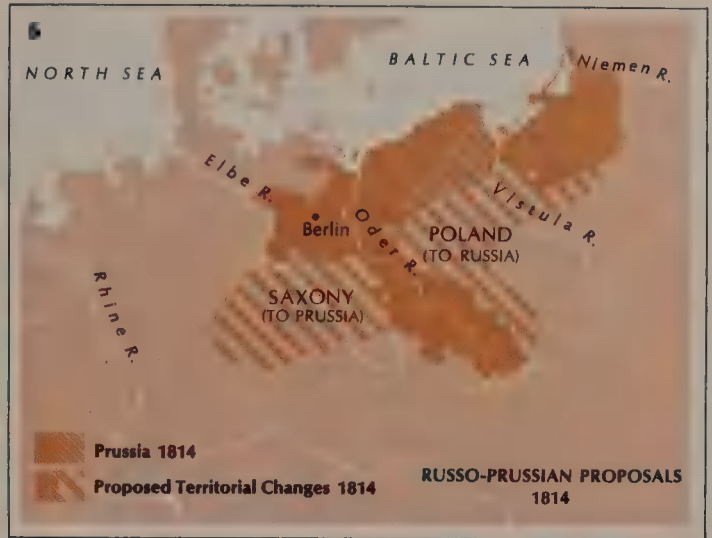 NORTH SEA
BALTIC SEA
Niemen R.
Elbe R.
Berlin
Oder R.
Vistula R.
POLAND
(TO RUSSIA)
Rhine R.
SAXONY
(TO PRUSSIA)
Prussia 1814
Proposed Territorial Changes 1814
RUSSO-PRUSSIAN PROPOSALS
1814